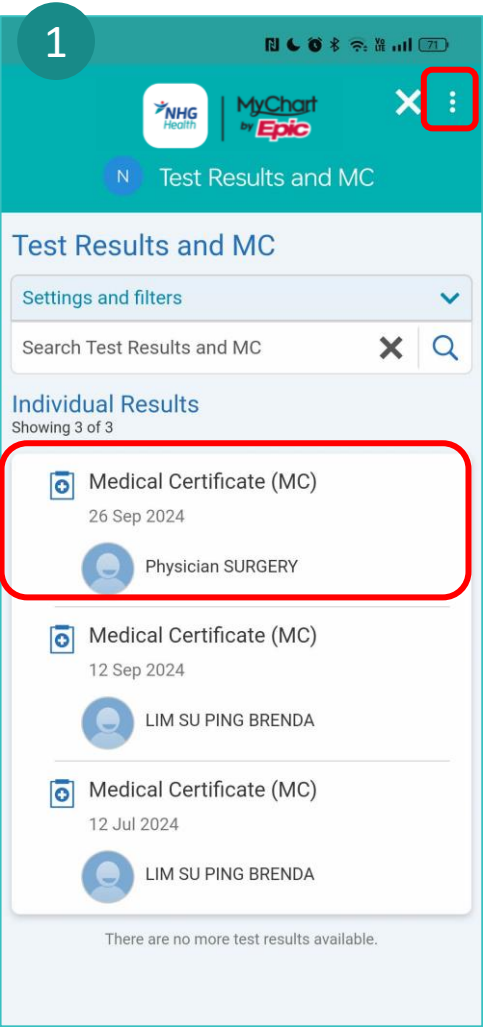 1
71
NHG
Health
MyChart
by Epic
N Test Results and MC
Test Results and MC
Settings and filters
Search Test Results and MC
Individual Results
Showing 3 of 3
Medical Certificate (MC)
26 Sep 2024
Physician SURGERY
Medical Certificate (MC)
12 Sep 2024
LIM SU PING BRENDA
Medical Certificate (MC)
12 Jul 2024
LIM SU PING BRENDA
There are no more test results available.